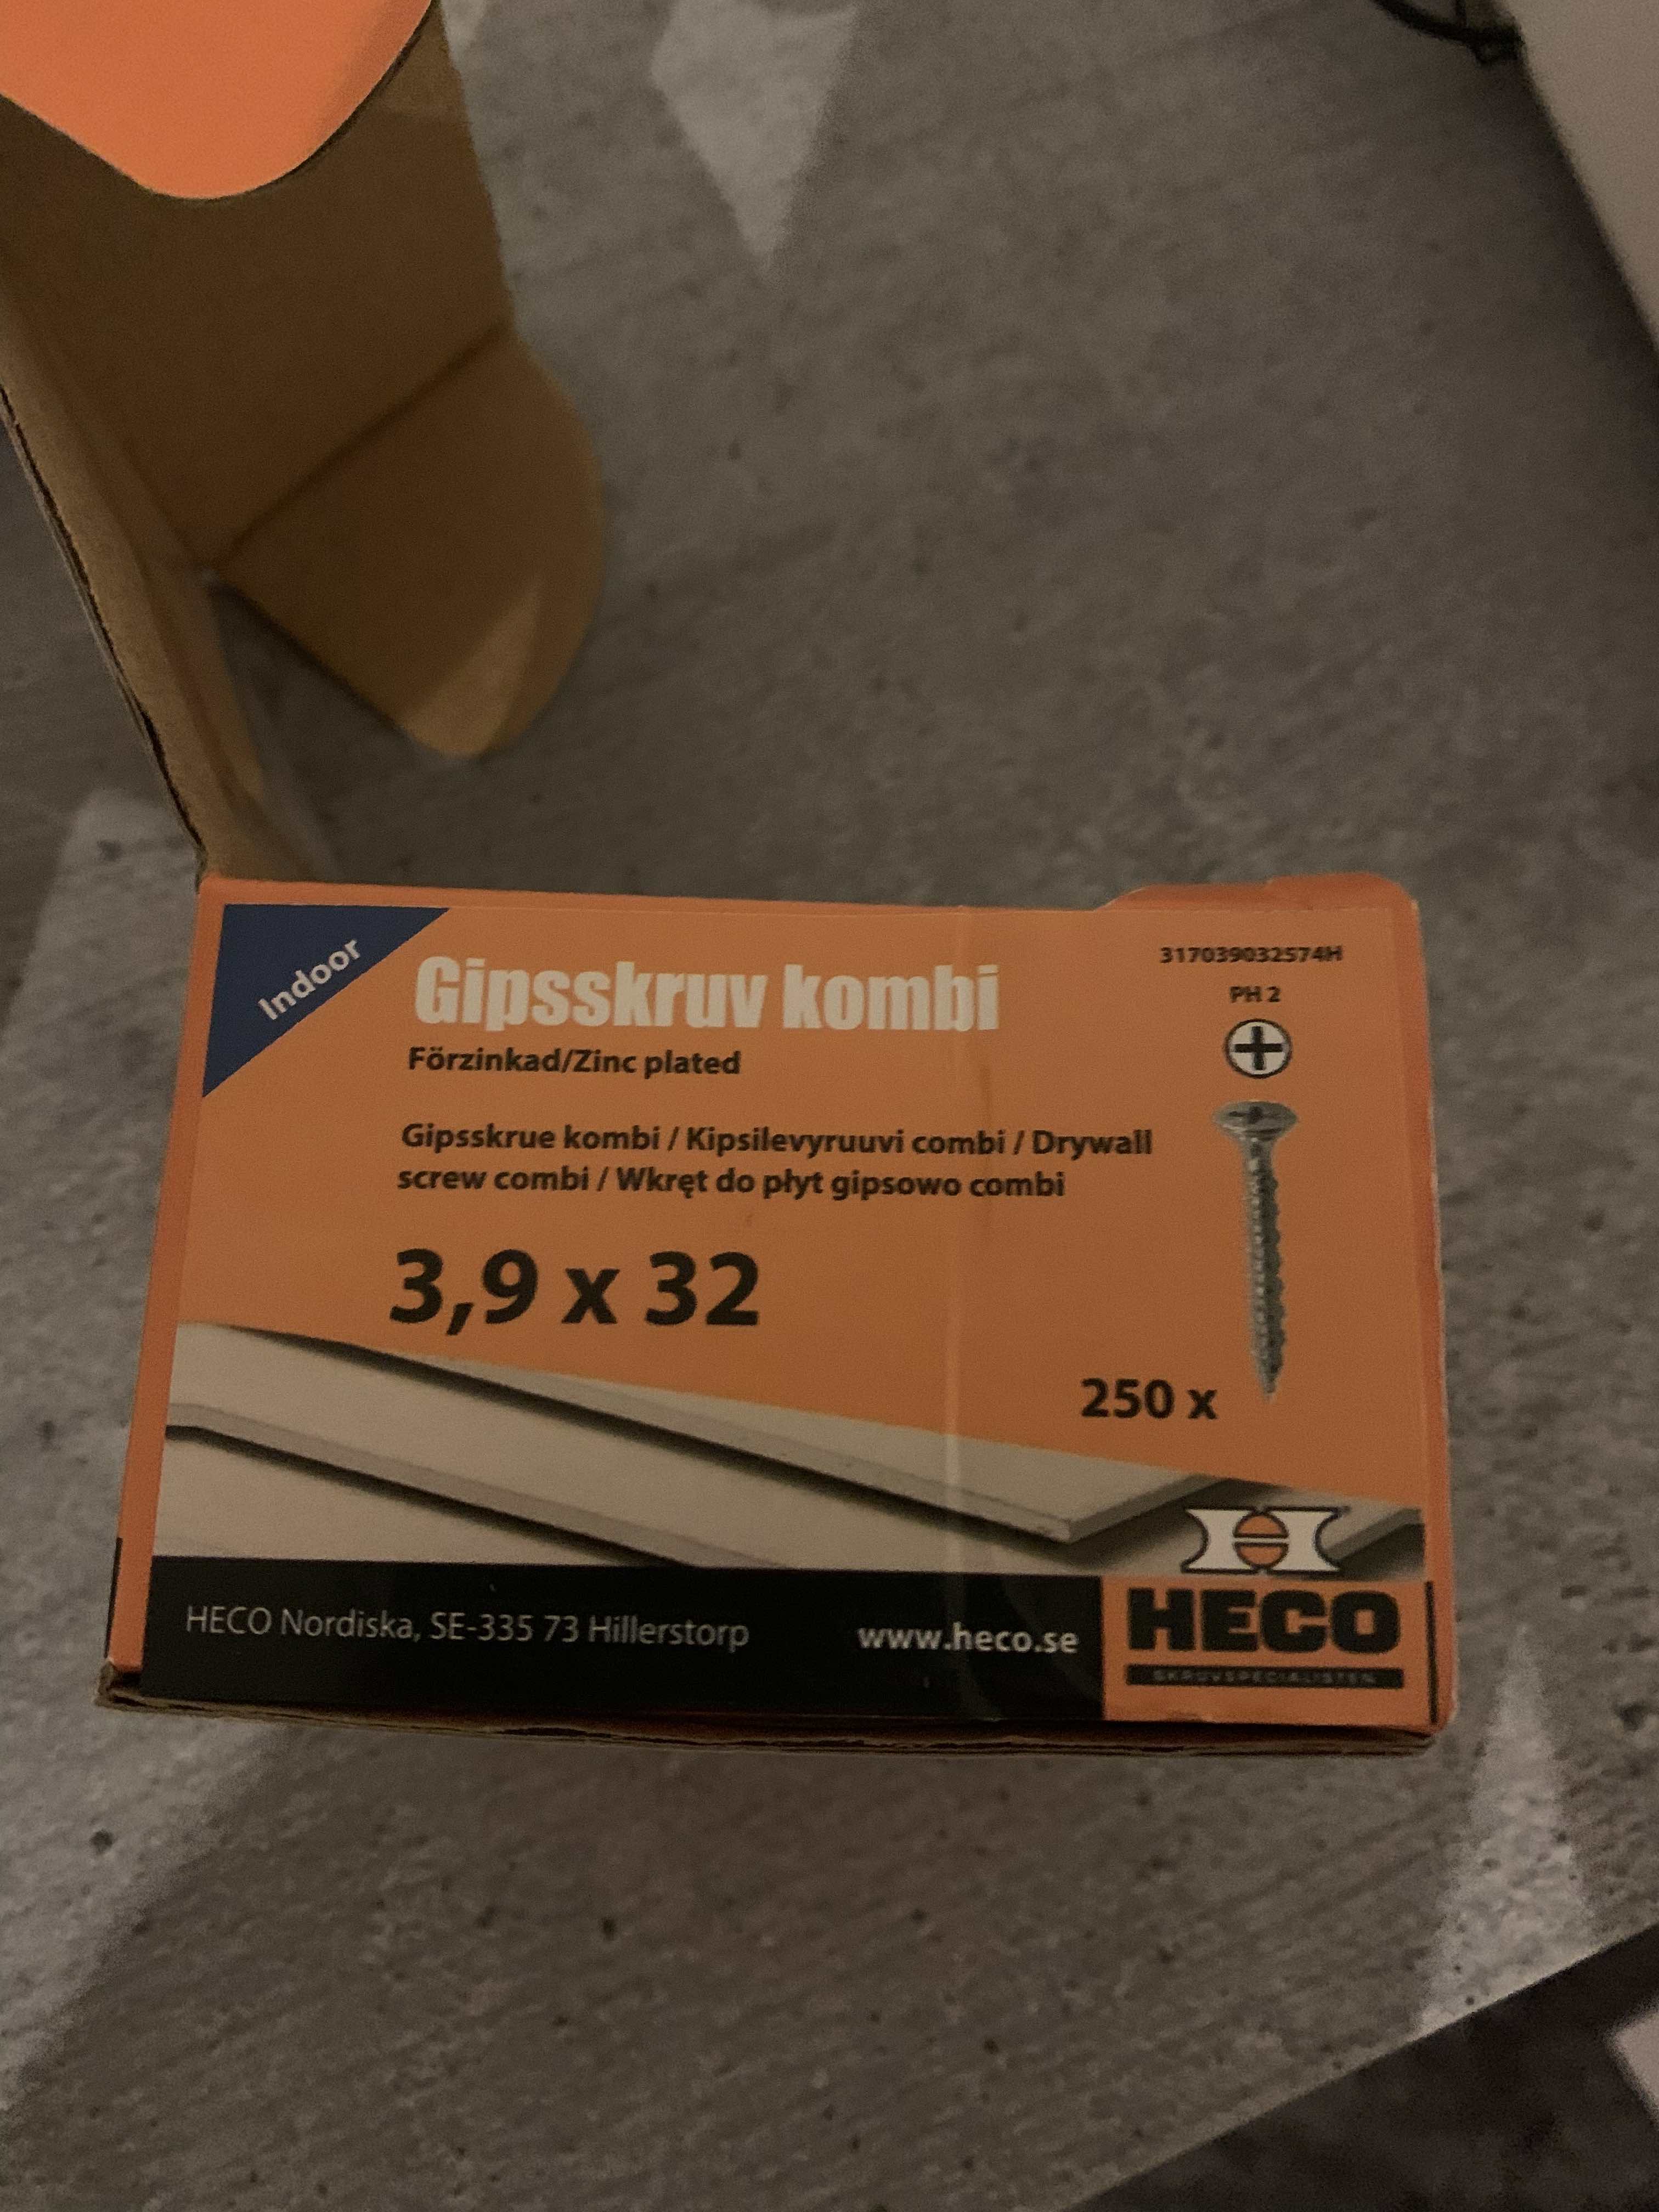 Indoor
Gipsskruv kombi
Förzinkad/Zinc plated
317039032574H
PH 2
Gipsskrue kombi / Kipsilevyruuvi combi / Drywall
screw combi / Wkręt do płyt gipsowo combi
3,9 x 32
250 x
HECO Nordiska, SE-335 73 Hillerstorp
www.heco.se
HECO
SKRUVSPECIALISTEN